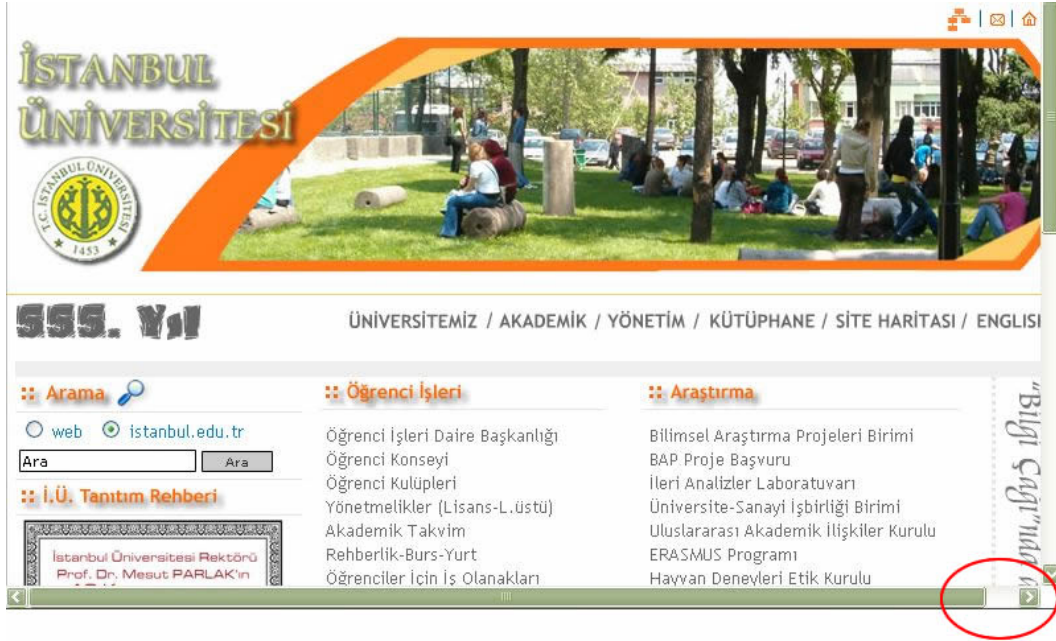 İSTANBUL
ÜNİVERSİTESİ
T.C. İSTANBUL ÜNİVERSİTESİ
1453
555. Yıl
ÜNİVERSİTEMİZ / AKADEMİK / YÖNETİM / KÜTÜPHANE / SİTE HARİTASI / ENGLISH
:: Arama
web istanbul.edu.tr
Ara Ara
:: İ.Ü. Tanıtım Rehberi
İstanbul Üniversitesi Rektörü
Prof. Dr. Mesut PARLAK'ın
:: Öğrenci İşleri
Öğrenci İşleri Daire Başkanlığı
Öğrenci Konseyi
Öğrenci Kulüpleri
Yönetmelikler (Lisans-L.üstü)
Akademik Takvim
Rehberlik-Burs-Yurt
Öğrenciler İçin İş Olanakları
:: Araştırma
Bilimsel Araştırma Projeleri Birimi
BAP Proje Başvuru
İleri Analizler Laboratuvarı
Üniversite-Sanayi İşbirliği Birimi
Uluslararası Akademik İlişkiler Kurulu
ERASMUS Programı
Hayvan Deneyleri Etik Kurulu
"Bilgi Çağı"nda